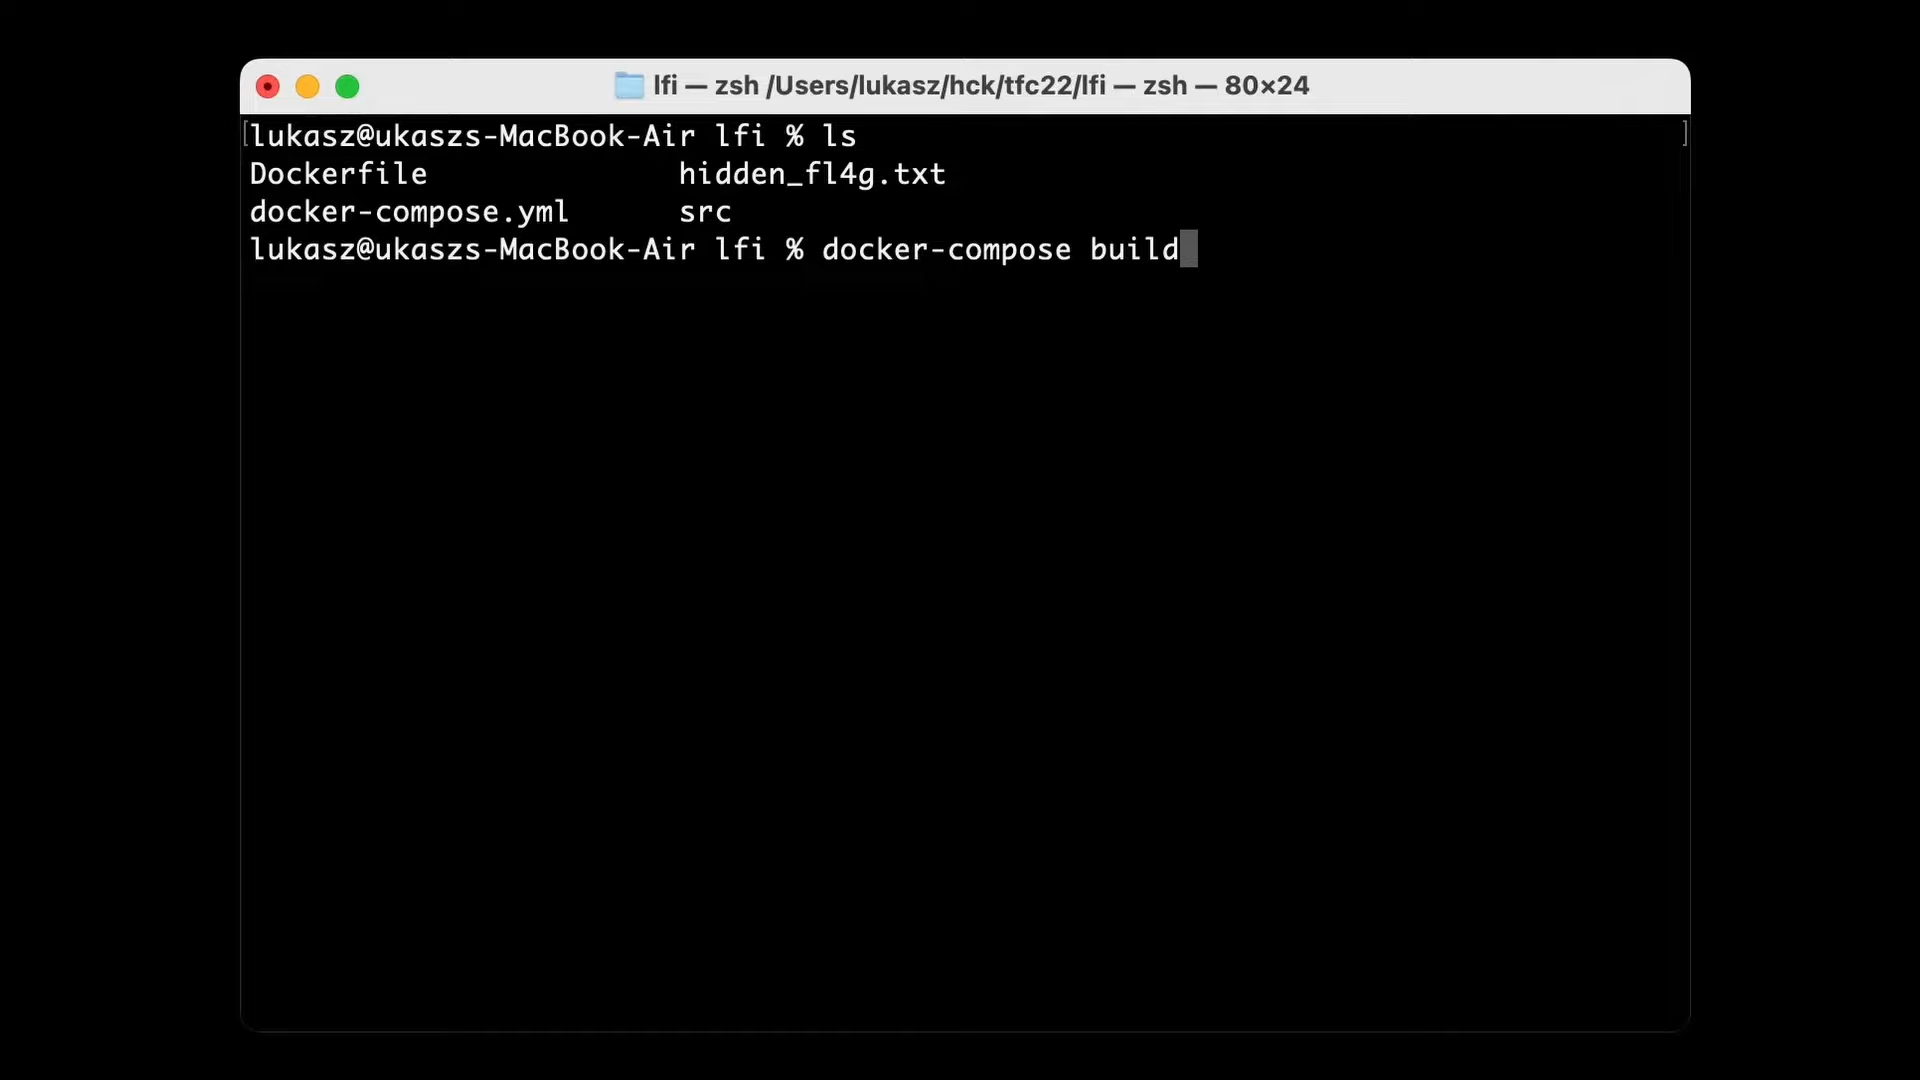 lfi — zsh /Users/lukasz/hck/tfc22/lfi — zsh — 80×24
[lukasz@ukaszs-MacBook-Air lfi % ls ]
Dockerfile hidden_fl4g.txt
docker-compose.yml src
lukasz@ukaszs-MacBook-Air lfi % docker-compose build